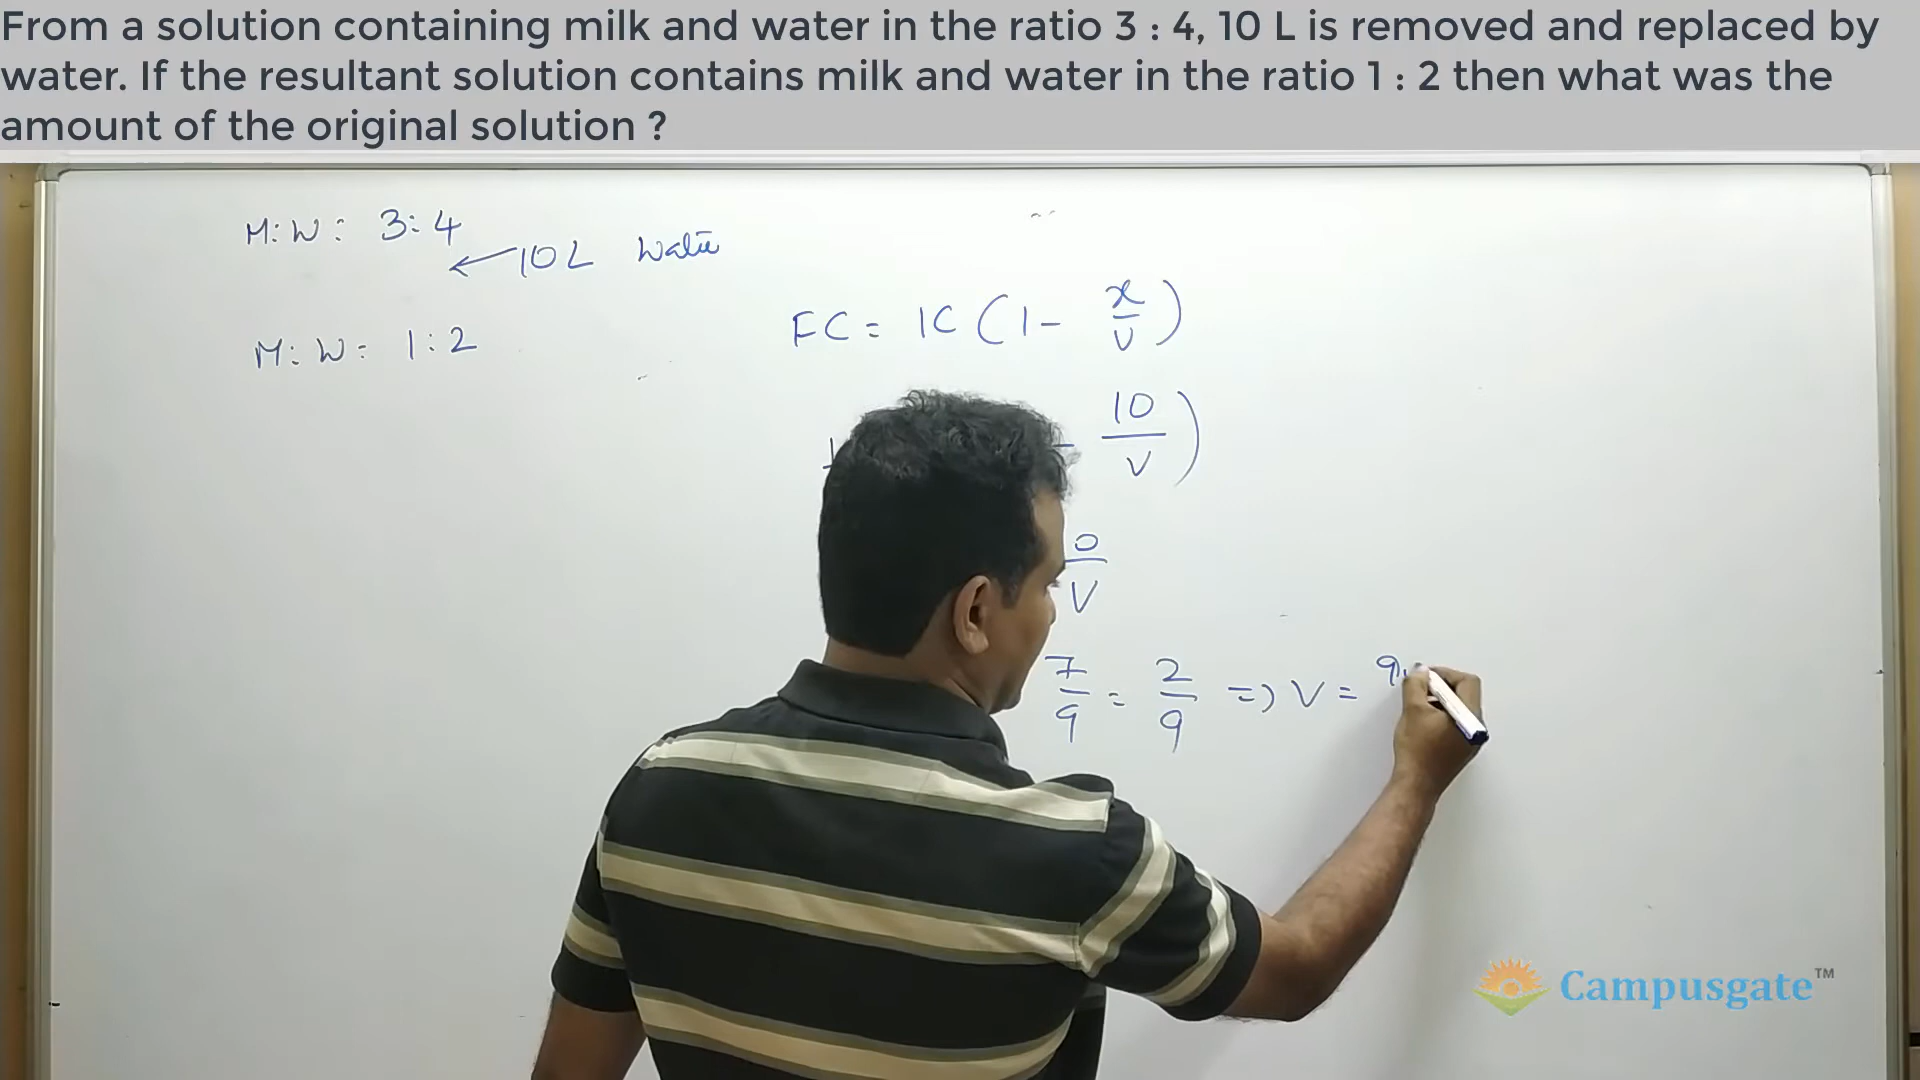 From a solution containing milk and water in the ratio 3 : 4, 10 L is removed and replaced by
water. If the resultant solution contains milk and water in the ratio 1 : 2 then what was the
amount of the original solution ?
M:W: 3:4
10L
M:W= 1:2
FC= IC (1- x/V)
- 10/V)
0/V
7/9 = 2/9 => V =
Campusgate™